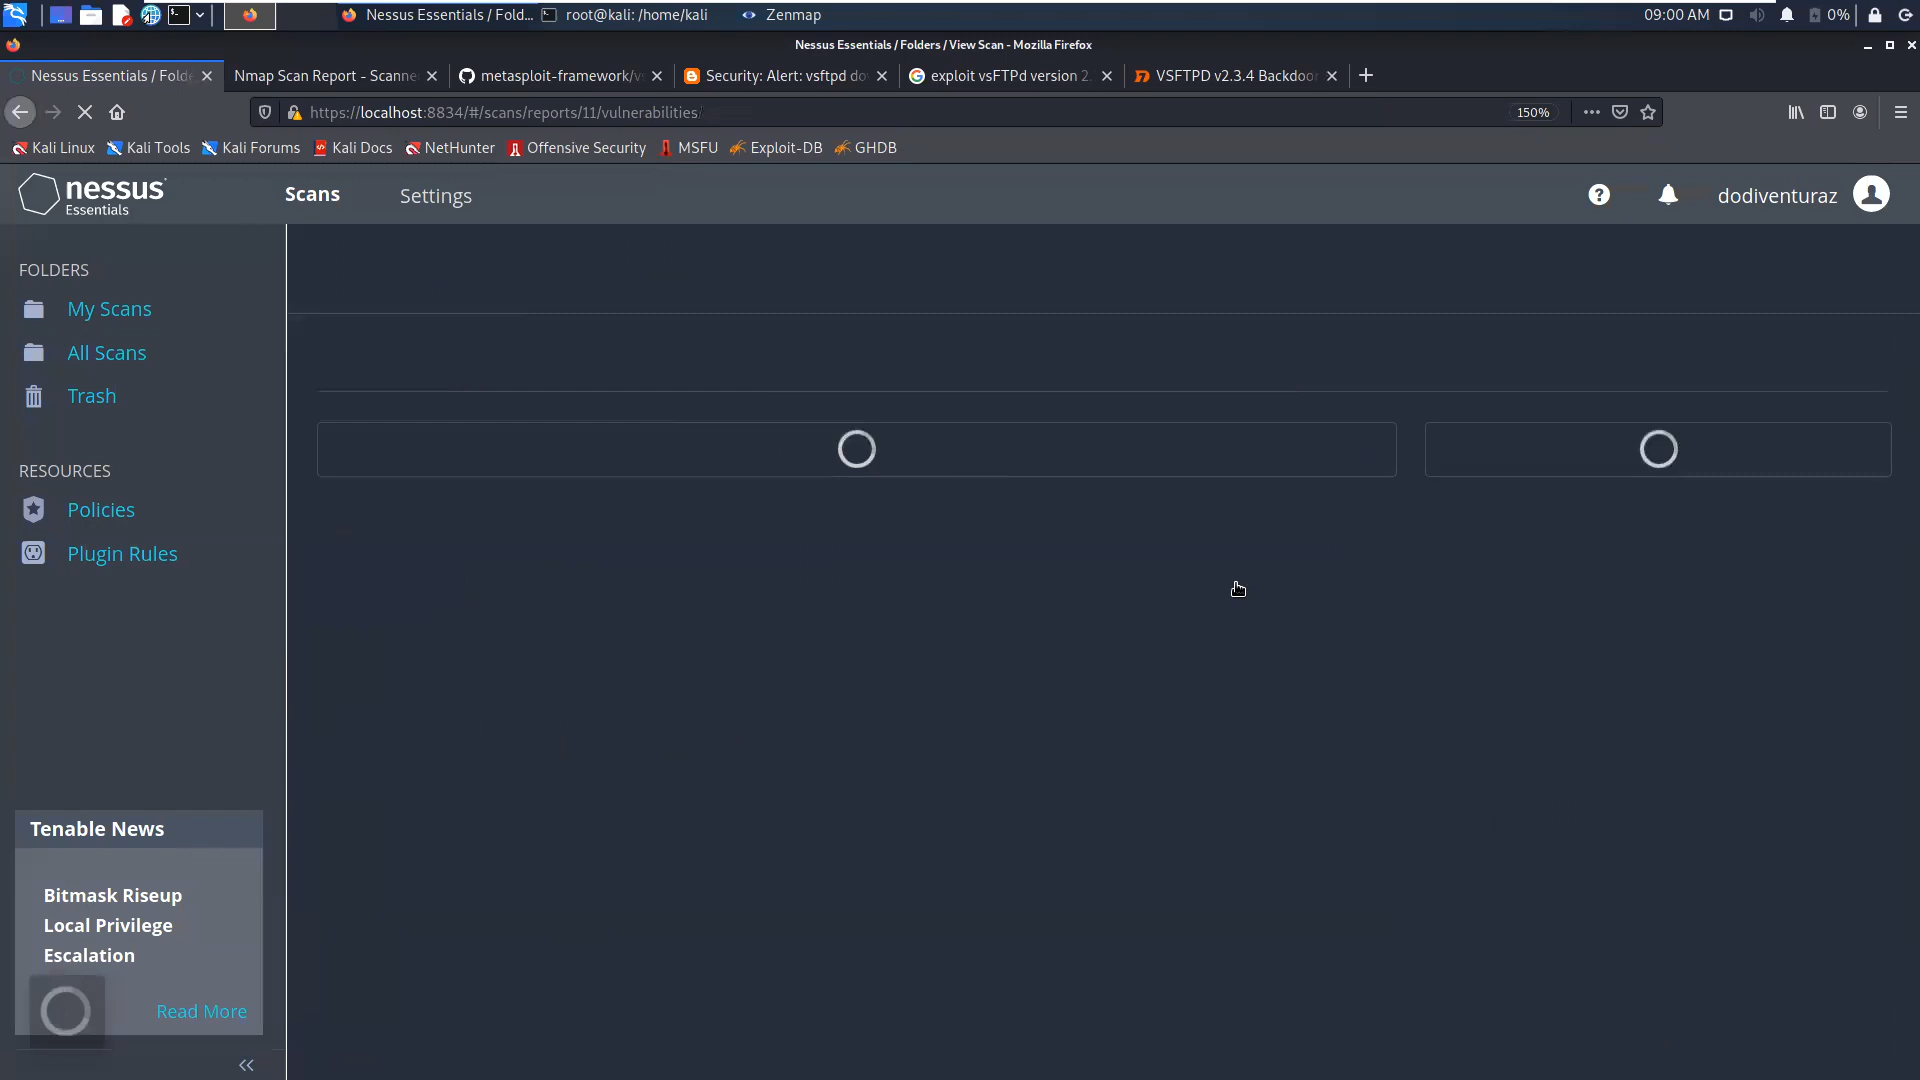 Nessus Essentials / Fold... root@kali: /home/kali Zenmap 09:00 AM 0%
Nessus Essentials / Folders / View Scan - Mozilla Firefox
Nessus Essentials / Folde Nmap Scan Report - Scanne metasploit-framework/vs Security: Alert: vsftpd do exploit vsFTPd version 2. VSFTPD v2.3.4 Backdoor
https://localhost:8834/#/scans/reports/11/vulnerabilities/ 150%
Kali Linux Kali Tools Kali Forums Kali Docs NetHunter Offensive Security MSFU Exploit-DB GHDB
nessus
Essentials
Scans Settings dodiventuraz
FOLDERS
My Scans
All Scans
Trash
RESOURCES
Policies
Plugin Rules
Tenable News
Bitmask Riseup
Local Privilege
Escalation
Read More